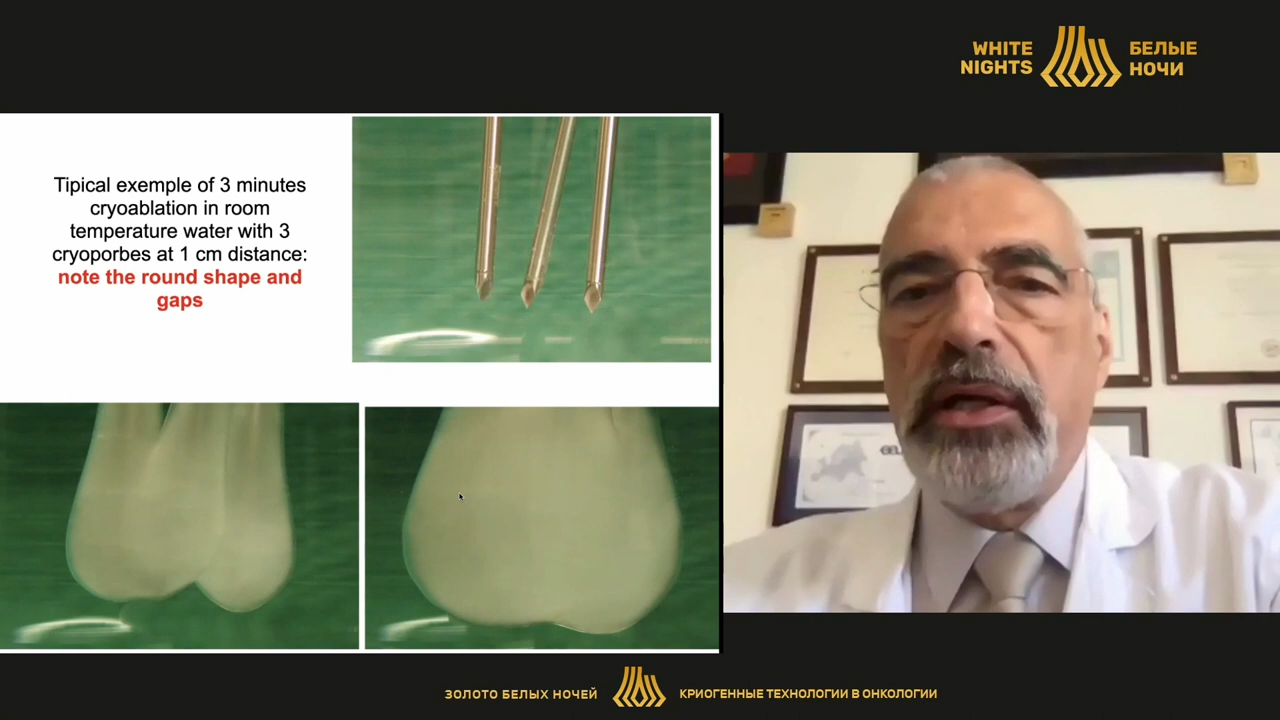 WHITE
NIGHTS
БЕЛЫЕ
НОЧИ
Tipical exemple of 3 minutes
cryoablation in room
temperature water with 3
cryoporbes at 1 cm distance:
note the round shape and
gaps
ЗОЛОТО БЕЛЫХ НОЧЕЙ
КРИОГЕННЫЕ ТЕХНОЛОГИИ В ОНКОЛОГИИ